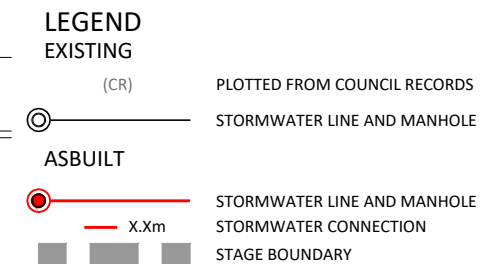 LEGEND
EXISTING
(CR) PLOTTED FROM COUNCIL RECORDS
STORMWATER LINE AND MANHOLE
ASBUILT
STORMWATER LINE AND MANHOLE
X.Xm STORMWATER CONNECTION
STAGE BOUNDARY